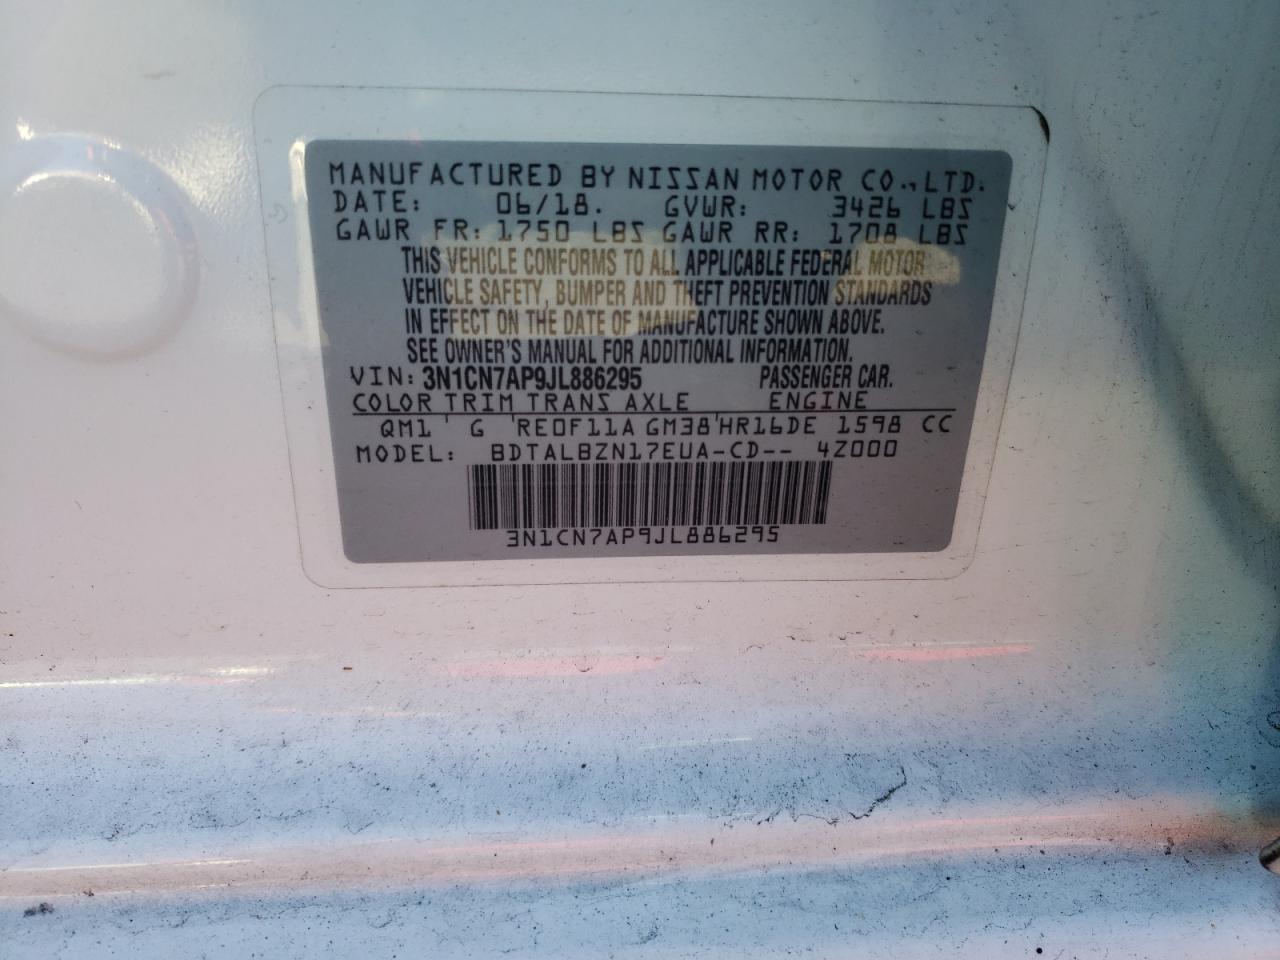 MANUFACTURED BY NISSAN MOTOR CO., LTD.
DATE: 06/18. GVWR: 3426 LBS
GAWR FR: 1750 LBS GAWR RR: 1708 LBS
THIS VEHICLE CONFORMS TO ALL APPLICABLE FEDERAL MOTOR
VEHICLE SAFETY, BUMPER AND THEFT PREVENTION STANDARDS
IN EFFECT ON THE DATE OF MANUFACTURE SHOWN ABOVE.
SEE OWNER'S MANUAL FOR ADDITIONAL INFORMATION.
VIN: 3N1CN7AP9JL886295 PASSENGER CAR.
COLOR TRIM TRANS AXLE ENGINE
QM1 G RE0F11A GM38 HR16DE 1598 CC
MODEL: BDTALBZN17EUA-CD-- 4Z000
3N1CN7AP9JL886295